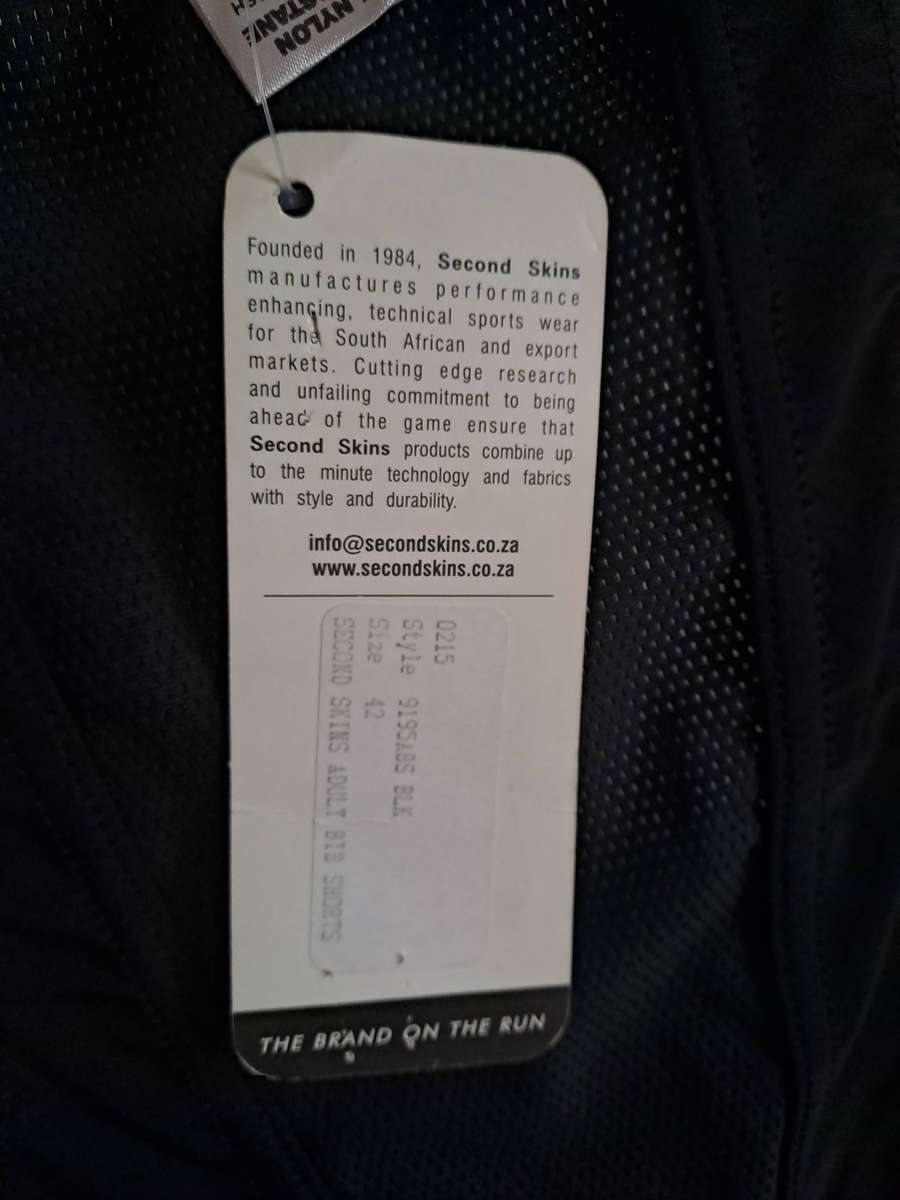 NYLON
Founded in 1984, Second Skins
manufactures performance
enhancing, technical sports wear
for the South African and export
markets. Cutting edge research
and unfailing commitment to being
ahead of the game ensure that
Second Skins products combine up
to the minute technology and fabrics
with style and durability.
info@secondskins.co.za
www.secondskins.co.za
0215
Style 9195ABS BLK
Size 42
SECOND SKINS ADULT BIB SHORTS
THE BRAND ON THE RUN